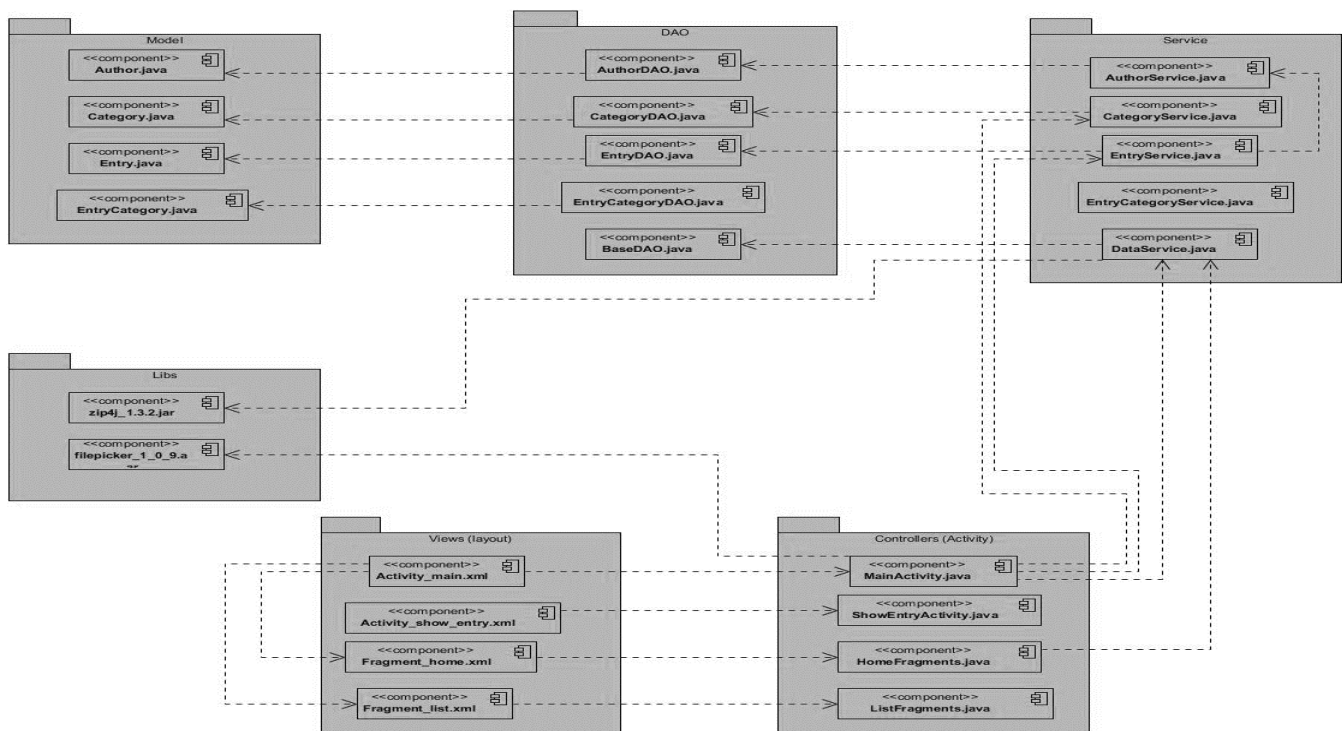 Model
<<component>>
Author.java
<<component>>
Category.java
<<component>>
Entry.java
<<component>>
EntryCategory.java
DAO
<<component>>
AuthorDAO.java
<<component>>
CategoryDAO.java
<<component>>
EntryDAO.java
<<component>>
EntryCategoryDAO.java
<<component>>
BaseDAO.java
Service
<<component>>
AuthorService.java
<<component>>
CategoryService.java
<<component>>
EntryService.java
<<component>>
EntryCategoryService.java
<<component>>
DataService.java
Libs
<<component>>
zip4j_1.3.2.jar
<<component>>
filepicker_1_0_9.a
Views (layout)
<<component>>
Activity_main.xml
<<component>>
Activity_show_entry.xml
<<component>>
Fragment_home.xml
<<component>>
Fragment_list.xml
Controllers (Activity)
<<component>>
MainActivity.java
<<component>>
ShowEntryActivity.java
<<component>>
HomeFragments.java
<<component>>
ListFragments.java